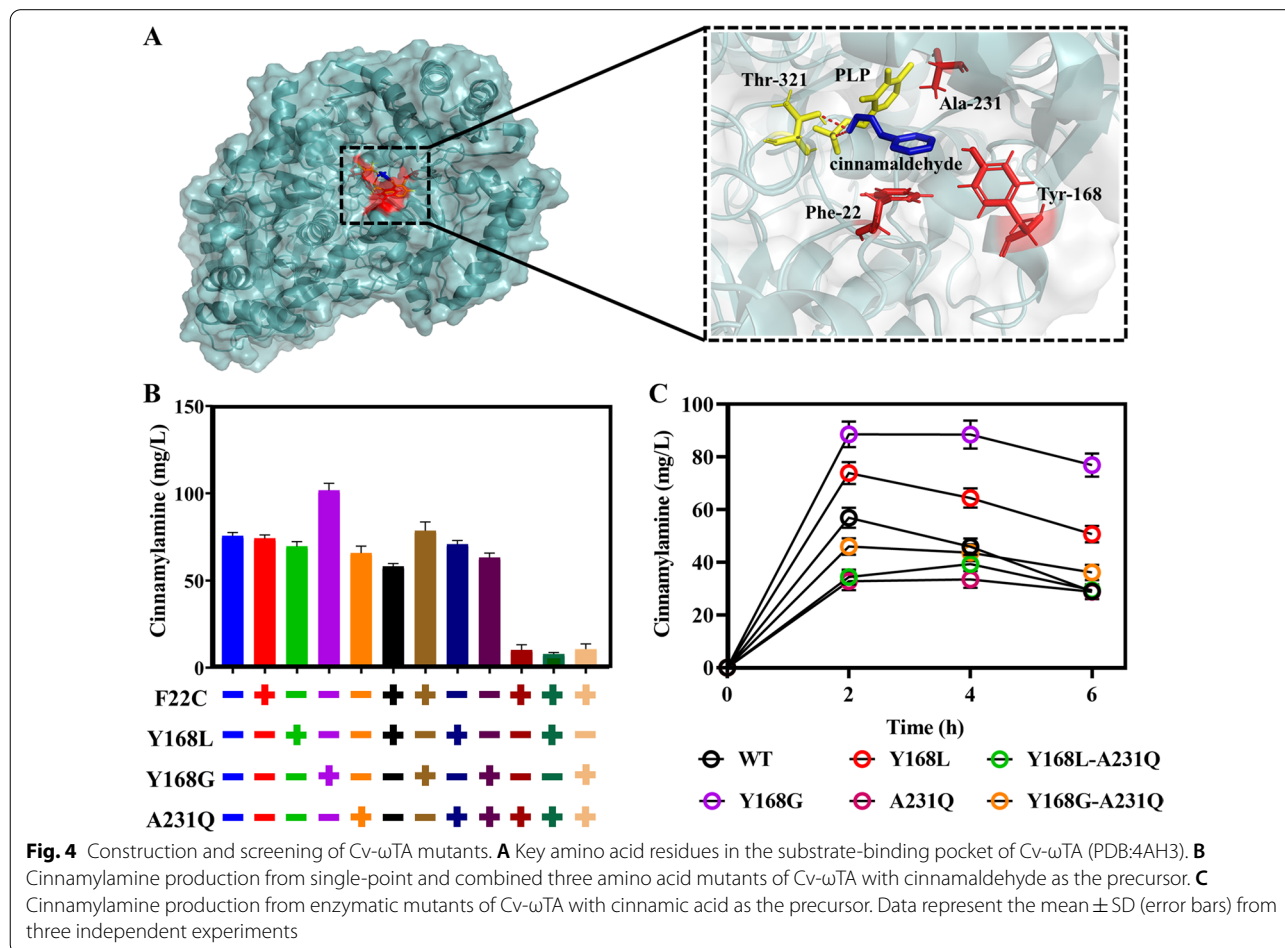 A
Thr-321
PLP
Ala-231
cinnamaldehyde
Phe-22
Tyr-168
B
Cinnamylamine (mg/L)
150
100
50
0
F22C − + − − − + + − − + + +
Y168L − − + − − + − + − − + −
Y168G − − − + − − + − + − − +
A231Q − − − − + − − + + + + +
C
Cinnamylamine (mg/L)
100
80
60
40
20
0
0 2 4 6
Time (h)
WT Y168L Y168L-A231Q
Y168G A231Q Y168G-A231Q
Fig. 4 Construction and screening of Cv-ωTA mutants. A Key amino acid residues in the substrate-binding pocket of Cv-ωTA (PDB:4AH3). B
Cinnamylamine production from single-point and combined three amino acid mutants of Cv-ωTA with cinnamaldehyde as the precursor. C
Cinnamylamine production from enzymatic mutants of Cv-ωTA with cinnamic acid as the precursor. Data represent the mean ± SD (error bars) from
three independent experiments